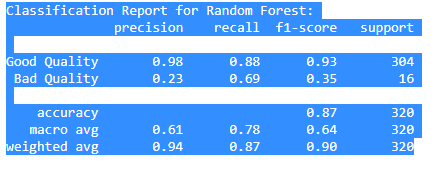 Classification Report for Random Forest:
precision recall f1-score support
Good Quality 0.98 0.88 0.93 304
Bad Quality 0.23 0.69 0.35 16
accuracy 0.87 320
macro avg 0.61 0.78 0.64 320
weighted avg 0.94 0.87 0.90 320